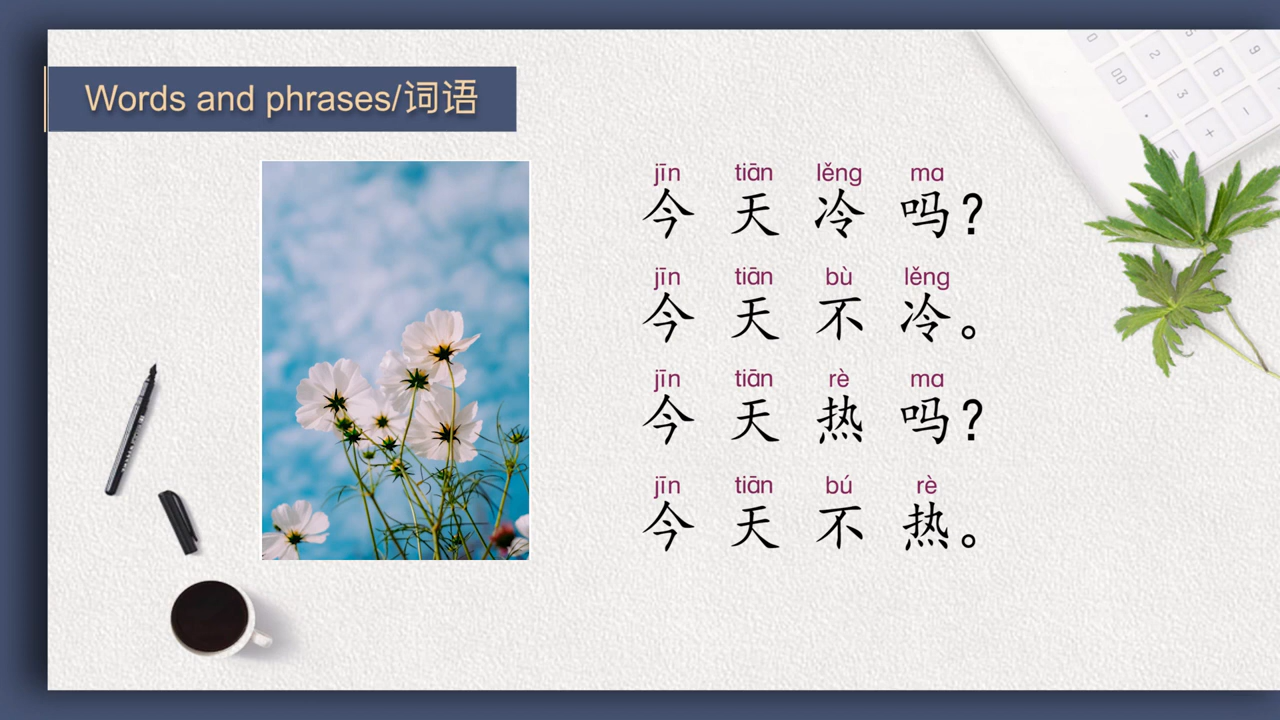 Words and phrases/词语
jīn tiān lěng ma
今天冷吗？
jīn tiān bù lěng
今天不冷。
jīn tiān rè ma
今天热吗？
jīn tiān bú rè
今天不热。